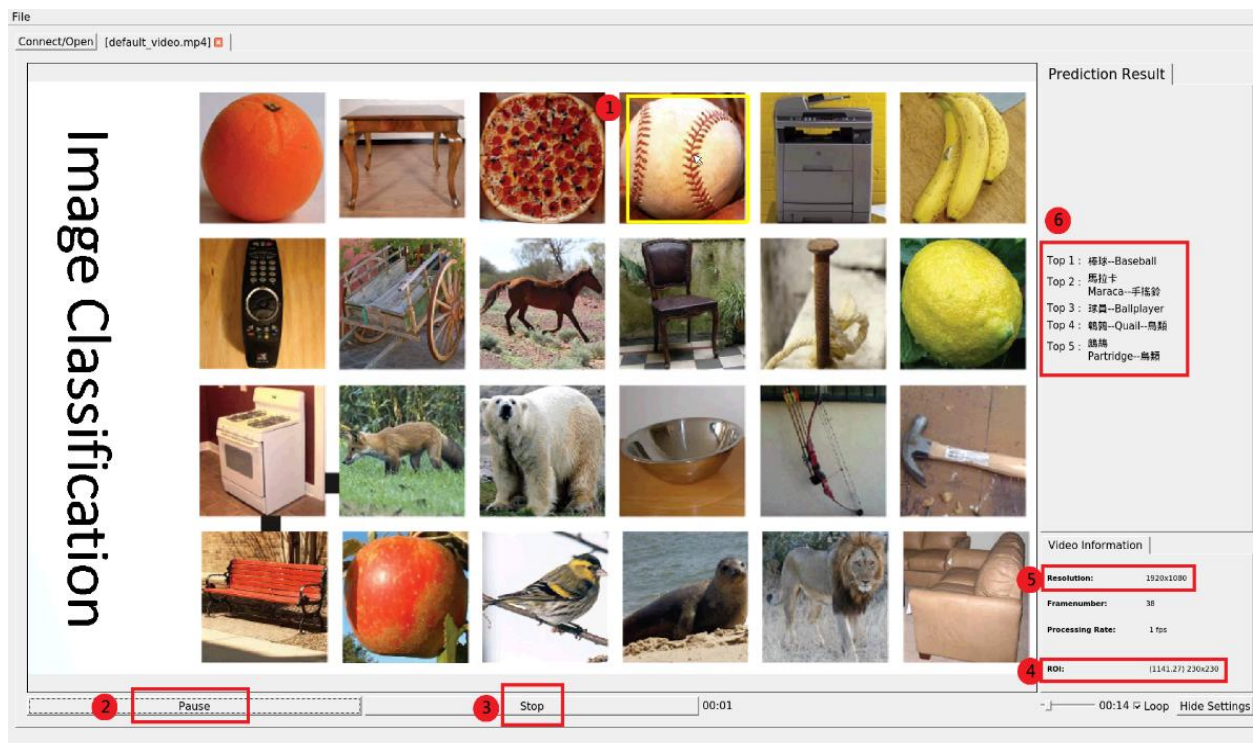 File
Connect/Open [default_video.mp4]
Prediction Result
Image Classification
1
6
Top 1 : 棒球--Baseball
Top 2 : 馬拉卡
Maraca--手搖鈴
Top 3 : 球員--Ballplayer
Top 4 : 鵪鶉--Quail--鳥類
Top 5 : 鷓鴣
Partridge--鳥類
Video Information
5
Resolution: 1920x1080
Framenumber: 38
Processing Rate: 1 fps
4
ROI: (1141.27) 230x230
2
Pause
3
Stop
00:01
00:14 Loop Hide Settings